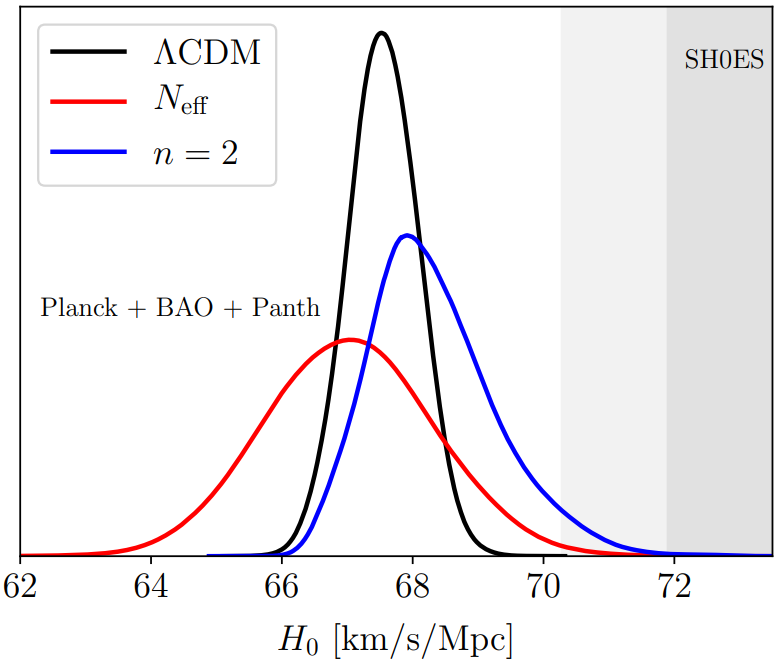 ΛCDM
N_eff
n = 2
SH0ES
Planck + BAO + Panth
62 64 66 68 70 72
H_0 [km/s/Mpc]